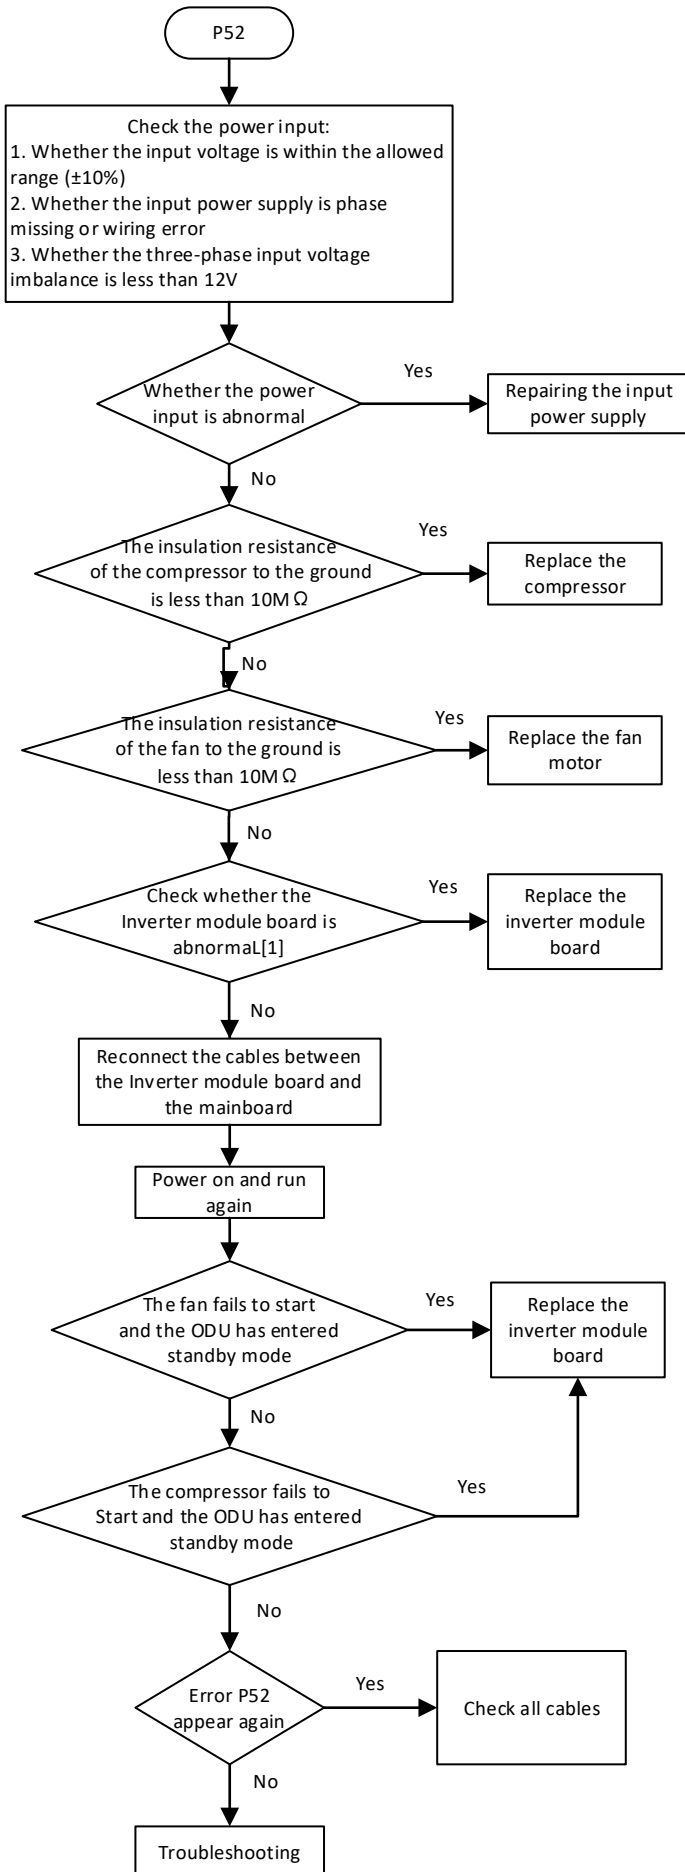 P52
Check the power input:
1. Whether the input voltage is within the allowed
range (±10%)
2. Whether the input power supply is phase
missing or wiring error
3. Whether the three-phase input voltage
imbalance is less than 12V
Whether the power
input is abnormal
Yes
Repairing the input
power supply
No
The insulation resistance
of the compressor to the ground
is less than 10M Ω
Yes
Replace the
compressor
No
The insulation resistance
of the fan to the ground is
less than 10M Ω
Yes
Replace the fan
motor
No
Check whether the
Inverter module board is
abnormaL[1]
Yes
Replace the
inverter module
board
No
Reconnect the cables between
the Inverter module board and
the mainboard
Power on and run
again
The fan fails to start
and the ODU has entered
standby mode
Yes
Replace the
inverter module
board
No
The compressor fails to
Start and the ODU has entered
standby mode
Yes
No
Error P52
appear again
Yes
Check all cables
No
Troubleshooting